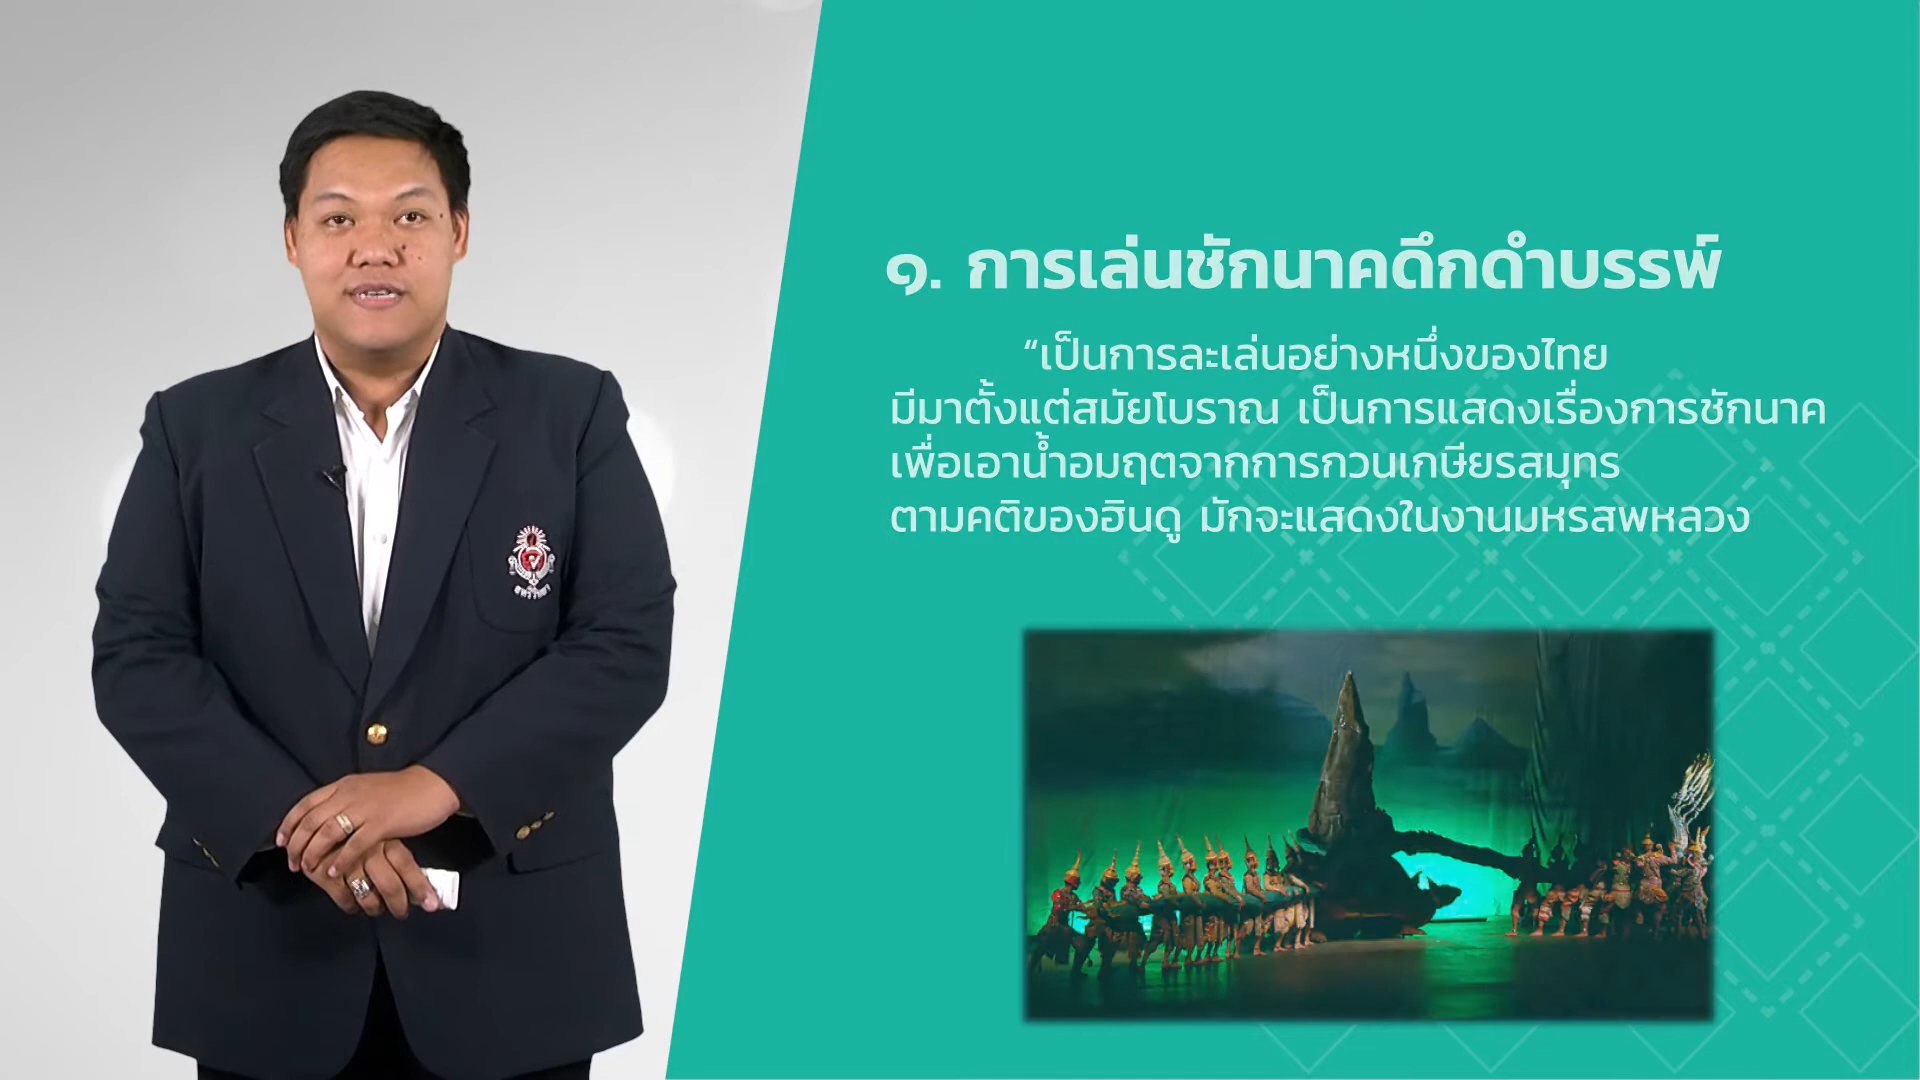 ๑. การเล่นชักนาคดึกดำบรรพ์
“เป็นการละเล่นอย่างหนึ่งของไทย
มีมาตั้งแต่สมัยโบราณ เป็นการแสดงเรื่องการชักนาค
เพื่อเอาน้ำอมฤตจากการกวนเกษียรสมุทร
ตามคติของฮินดู มักจะแสดงในงานมหรสพหลวง